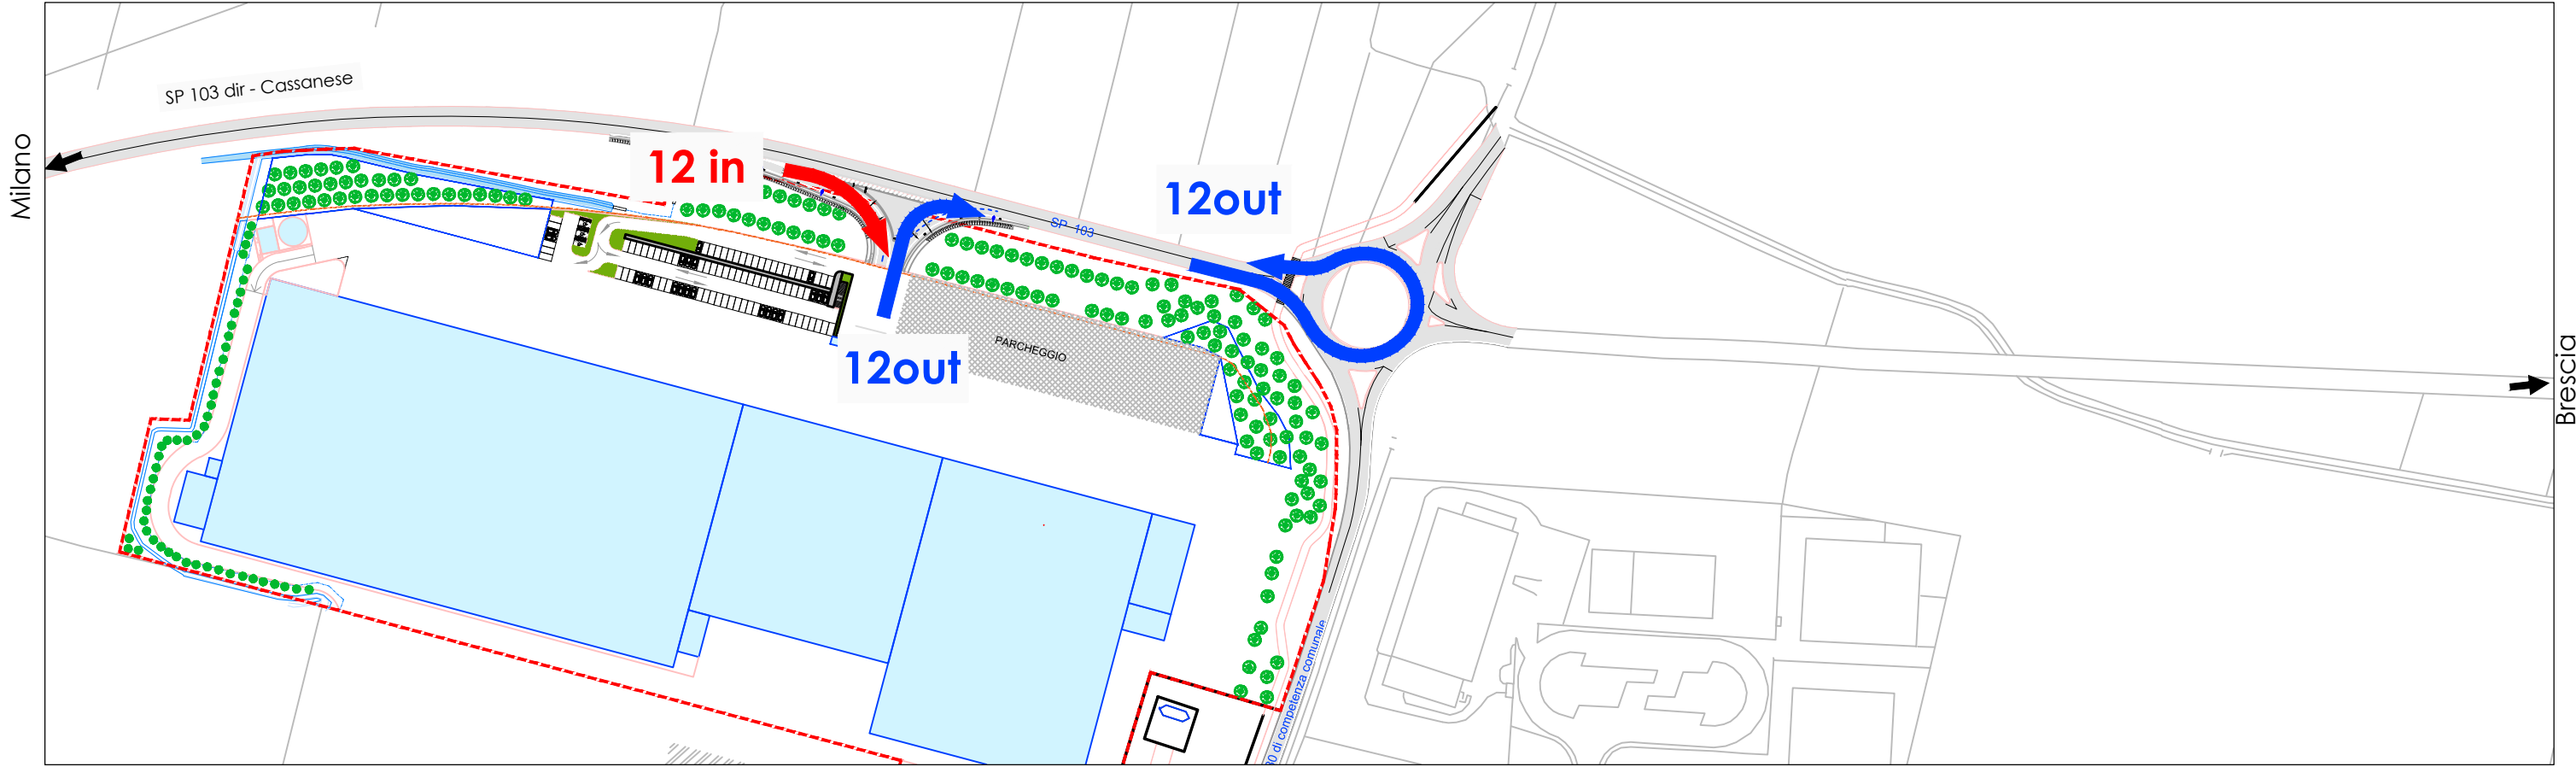 SP 103 dir - Cassanese
Milano
12 in
12out
SP 103
12out
PARCHEGGIO
Brescia
di competenza comunale